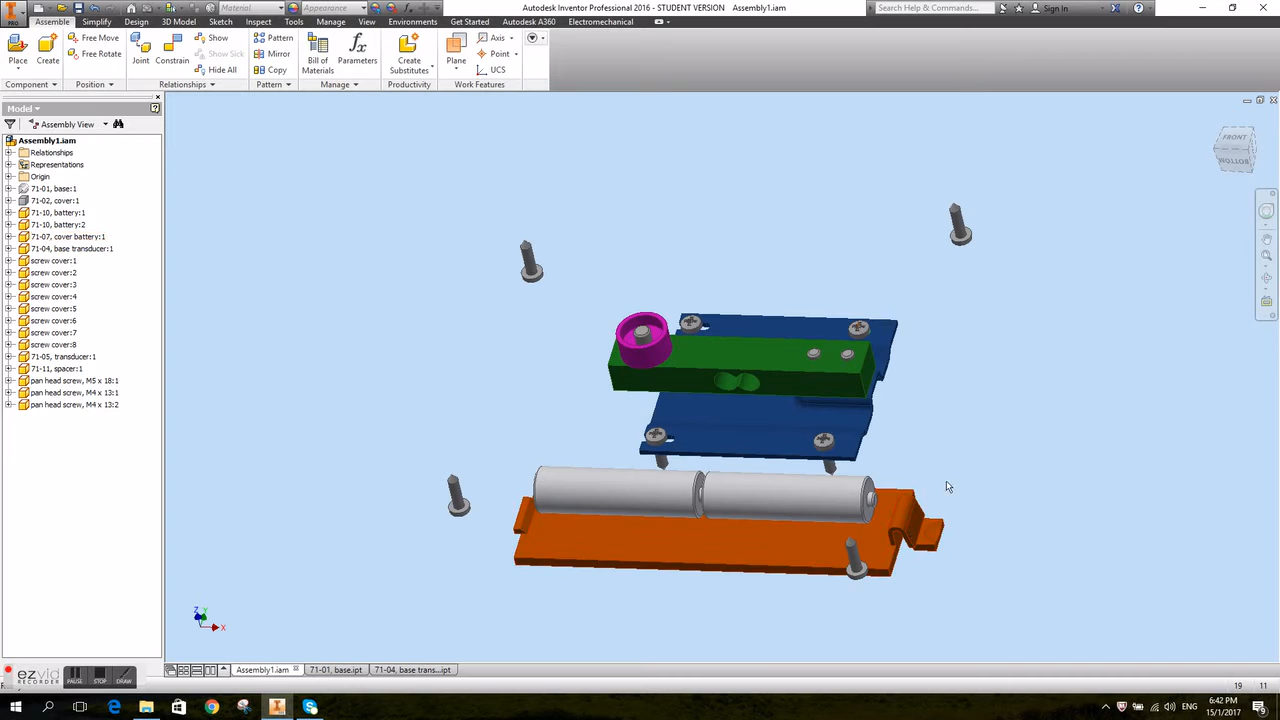 Material
Appearance
Autodesk Inventor Professional 2016 - STUDENT VERSION Assembly1.iam
Search Help & Commands...
Sign In
PRO
Assemble Simplify Design 3D Model Sketch Inspect Tools Manage View Environments Get Started Autodesk A360 Electromechanical
Place
Create
Free Move
Free Rotate
Joint
Constrain
Show
Show Sick
Hide All
Pattern
Mirror
Copy
Bill of
Materials
fx
Parameters
Create
Substitutes
Plane
Axis
Point
UCS
Component Position Relationships Pattern Manage Productivity Work Features
Model
Assembly View
Assembly1.iam
Relationships
Representations
Origin
71-01, base:1
71-02, cover:1
71-10, battery:1
71-10, battery:2
71-07, cover battery:1
71-04, base transducer:1
screw cover:1
screw cover:2
screw cover:3
screw cover:4
screw cover:5
screw cover:6
screw cover:7
screw cover:8
71-05, transducer:1
71-11, spacer:1
pan head screw, M5 x 18:1
pan head screw, M4 x 13:1
pan head screw, M4 x 13:2
FRONT
BOTTOM
Z Y
X
ezvid
RECORDER
PAUSE STOP DRAW
Assembly1.iam 71-01, base.ipt 71-04, base trans...ipt
19 11
ENG
6:42 PM
15/1/2017